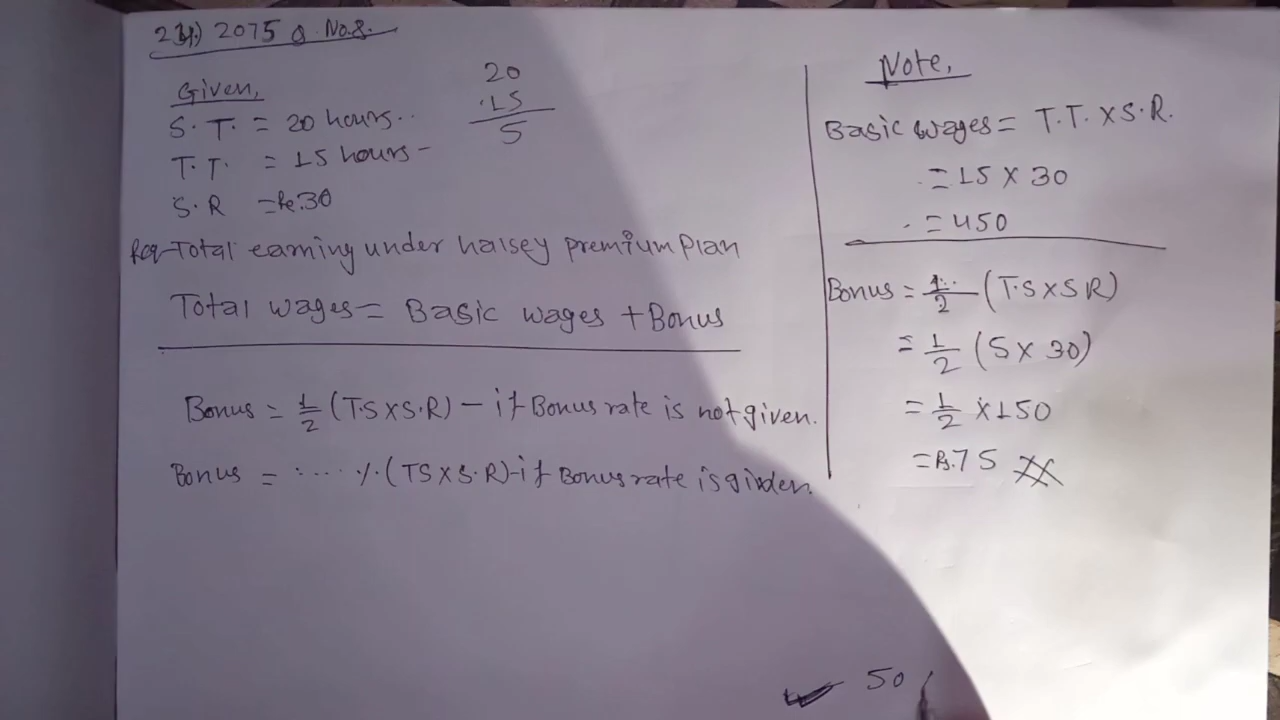 24) 2075 Q. No.8.
Given,
S.T. = 20 hours..
T.T. = 15 hours -
S.R = Re.30
20
15
5
Req-Total earning under halsey premium Plan
Total wages = Basic wages + Bonus
Bonus = 1/2 (T.S X S.R) - if Bonus rate is not given.
Bonus = ..... %. (TS X S.R) - if Bonus rate is given.
Note,
Basic wages = T.T. X S.R.
= 15 X 30
= 450
Bonus = 1/2 (T.S X S R)
= 1/2 (5 X 30)
= 1/2 X 150
= Rs.75
50